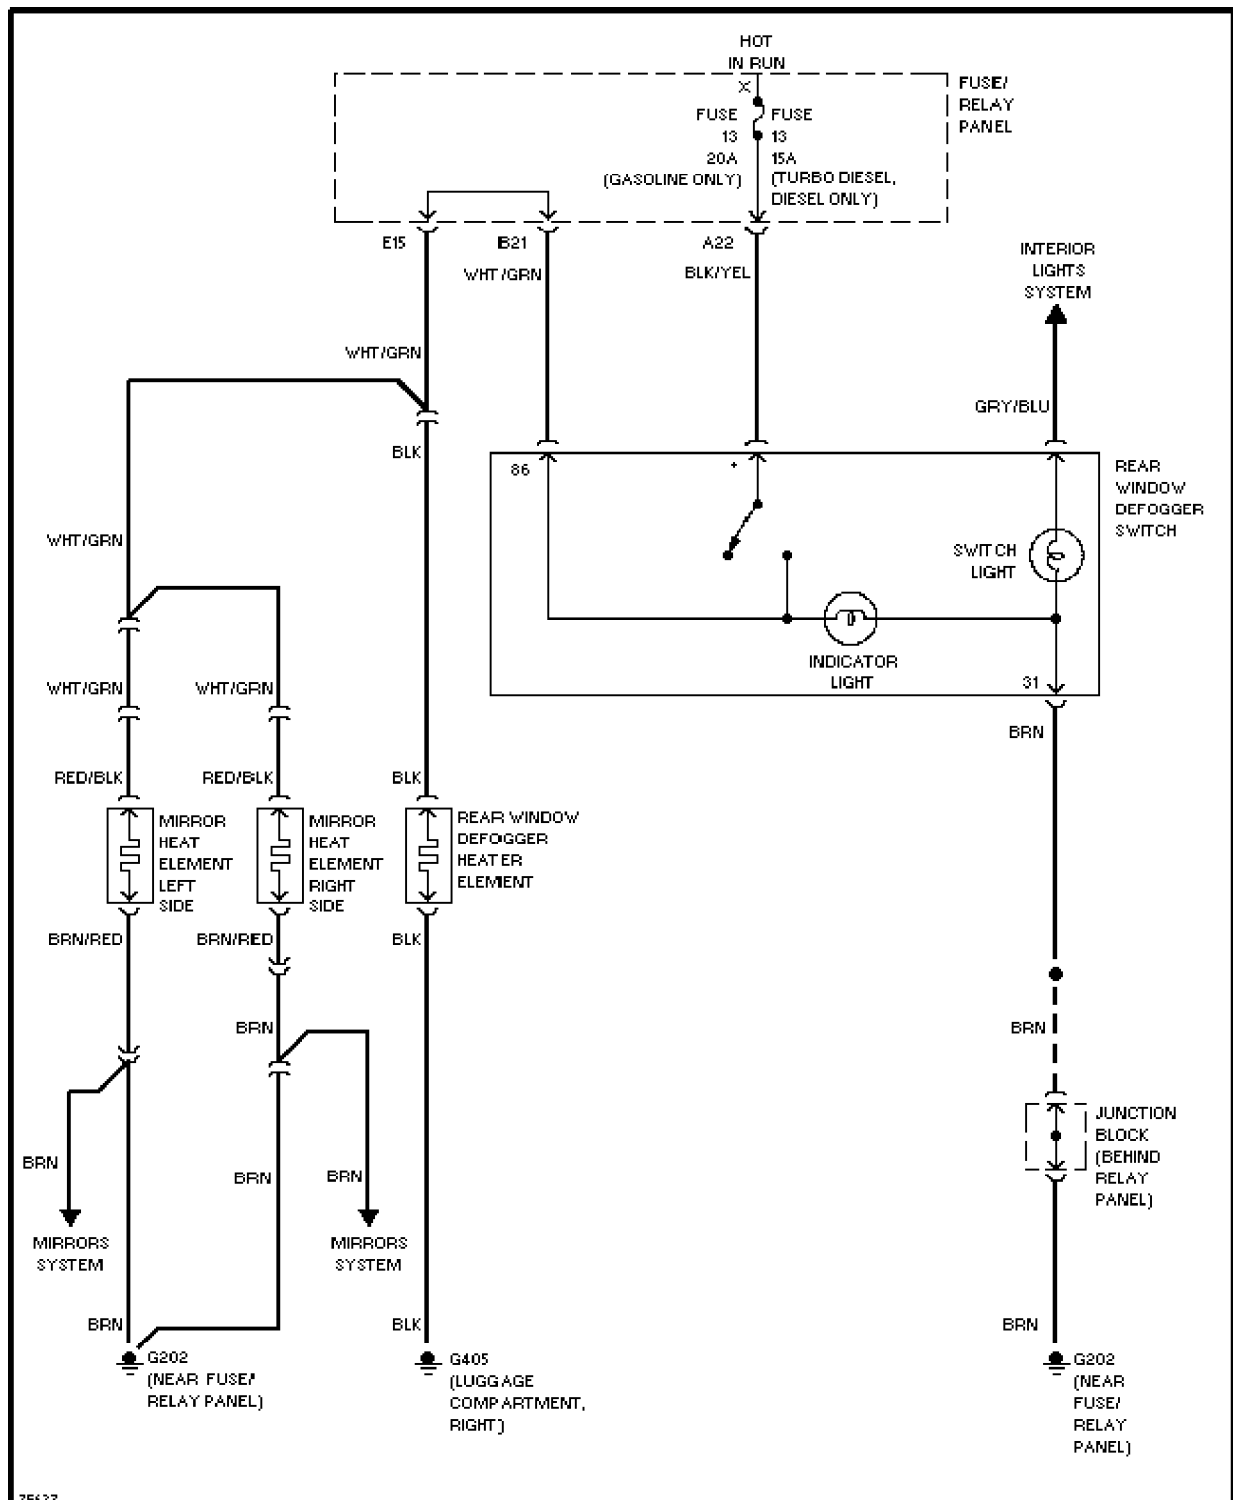 HOT
IN RUN
X
FUSE/
RELAY
PANEL
FUSE
13
20A
(GASOLINE ONLY)
FUSE
13
15A
(TURBO DIESEL,
DIESEL ONLY)
E15
B21
A22
WHT/GRN
BLK/YEL
INTERIOR
LIGHTS
SYSTEM
WHT/GRN
GRY/BLU
BLK
86
+
REAR
WINDOW
DEFOGGER
SWITCH
WHT/GRN
SWITCH
LIGHT
INDICATOR
LIGHT
31
WHT/GRN
WHT/GRN
BRN
RED/BLK
RED/BLK
BLK
MIRROR
HEAT
ELEMENT
LEFT
SIDE
MIRROR
HEAT
ELEMENT
RIGHT
SIDE
REAR WINDOW
DEFOGGER
HEATER
ELEMENT
BRN/RED
BRN/RED
BLK
BRN
BRN
JUNCTION
BLOCK
(BEHIND
RELAY
PANEL)
BRN
BRN
BRN
MIRRORS
SYSTEM
MIRRORS
SYSTEM
BRN
BLK
BRN
G202
(NEAR FUSE/
RELAY PANEL)
G405
(LUGGAGE
COMPARTMENT,
RIGHT)
G202
(NEAR
FUSE/
RELAY
PANEL)